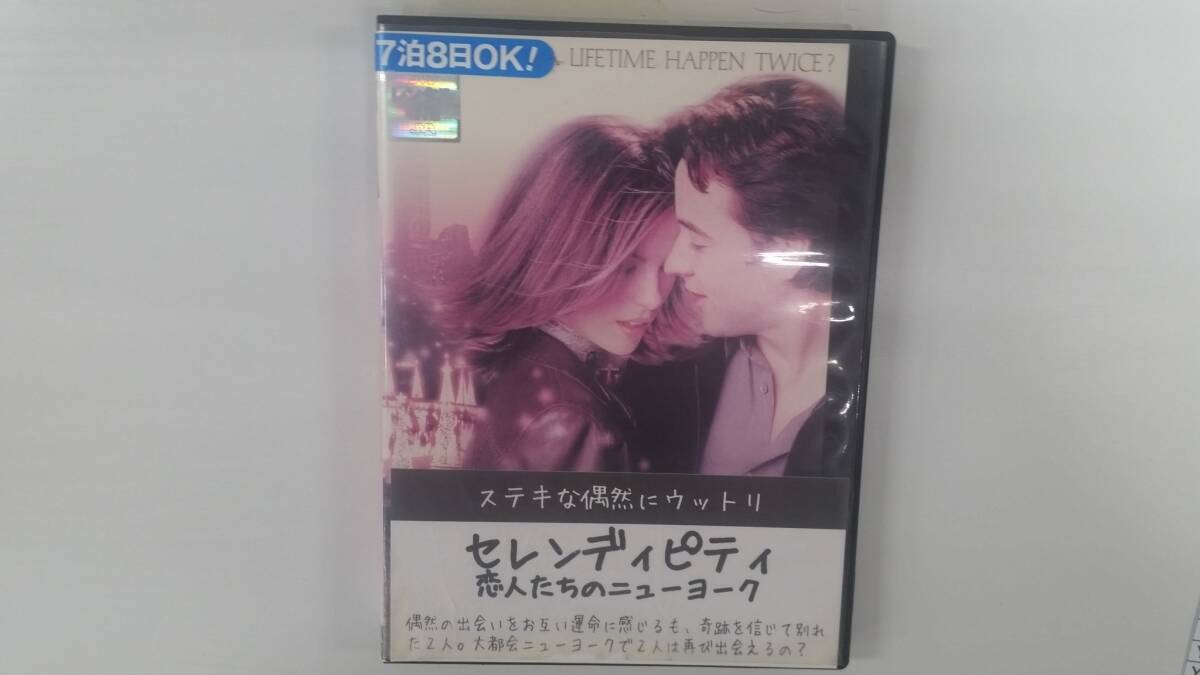 7泊8日OK!
LIFETIME HAPPEN TWICE?
ステキな偶然にウットリ
セレンディピティ
恋人たちのニューヨーク
偶然の出会いをお互い運命に感じるも、奇跡を信じて別れ
た2人。大都会ニューヨークで2人は再び出会えるの?